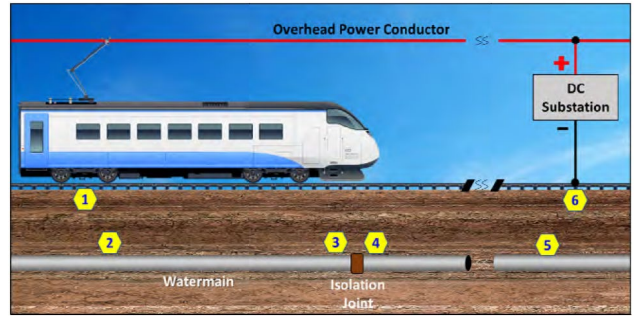 Overhead Power Conductor
+
DC
Substation
–
1
6
2
3
4
5
Watermain
Isolation
Joint